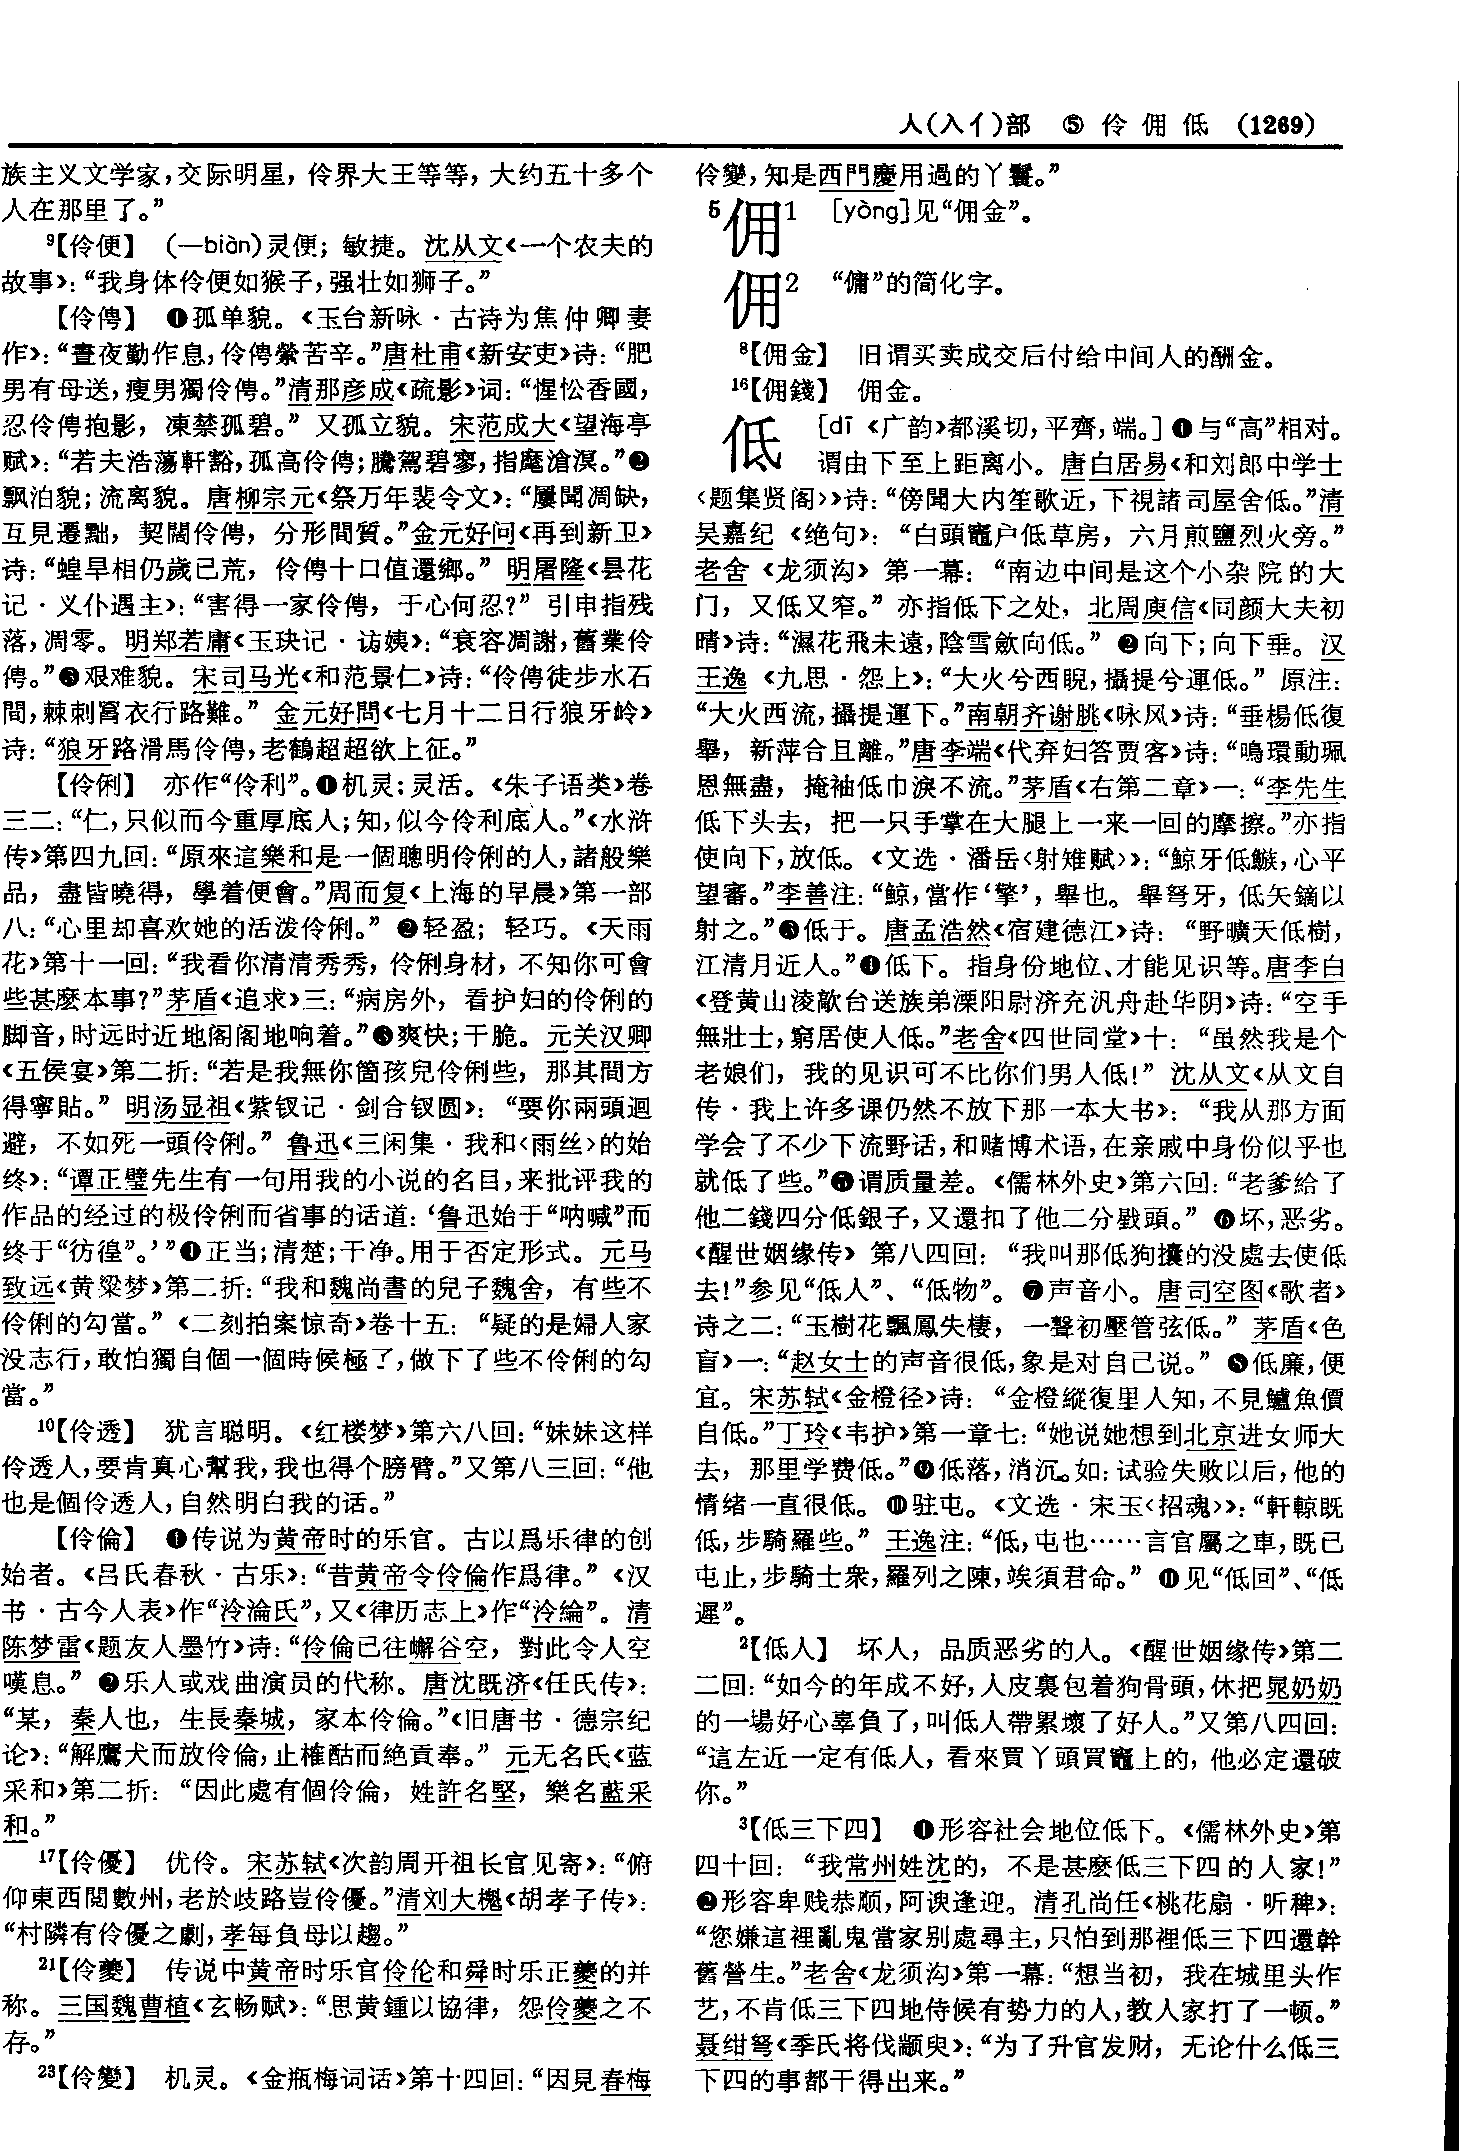 人(入亻)部 ⑤ 伶佣低 (1269)
族主义文学家，交际明星，伶界大王等等，大约五十多个
人在那里了。”
⁹【伶便】 (—biàn)灵便；敏捷。沈从文《一个农夫的
故事》：“我身体伶便如猴子，强壮如狮子。”
【伶俜】 ❶孤单貌。《玉台新咏·古诗为焦仲卿妻
作》：“晝夜勤作息，伶俜縈苦辛。”唐杜甫《新安吏》诗：“肥
男有母送，瘦男獨伶俜。”清那彦成《疏影》词：“惺忪香國，
忍伶俜抱影，凍禁孤碧。” 又孤立貌。宋范成大《望海亭
赋》：“若夫浩蕩軒豁，孤高伶俜；騰駕碧寥，指麾滄溟。”❷
飘泊貌；流离貌。唐柳宗元《祭万年裴令文》：“屢聞凋缺，
互見遷黜，契闊伶俜，分形間質。”金元好问《再到新卫》
诗：“蝗旱相仍歲已荒，伶俜十口值還鄉。” 明屠隆《昙花
记·义仆遇主》：“害得一家伶俜，于心何忍？” 引申指残
落，凋零。明郑若庸《玉玦记·访姨》：“衰容凋謝，舊業伶
俜。”❸艰难貌。宋司马光《和范景仁》诗：“伶俜徒步水石
間，棘刺罥衣行路難。” 金元好問《七月十二日行狼牙岭》
诗：“狼牙路滑馬伶俜，老鶴超超欲上征。”
【伶俐】 亦作“伶利”。❶机灵；灵活。《朱子语类》卷
三二：“仁，只似而今重厚底人；知，似今伶利底人。”《水浒
传》第四九回：“原來這樂和是一個聰明伶俐的人，諸般樂
品，盡皆曉得，學着便會。”周而复《上海的早晨》第一部
八：“心里却喜欢她的活泼伶俐。” ❷轻盈；轻巧。《天雨
花》第十一回：“我看你清清秀秀，伶俐身材，不知你可會
些甚麽本事？”茅盾《追求》三：“病房外，看护妇的伶俐的
脚音，时远时近地阁阁地响着。”❸爽快；干脆。元关汉卿
《五侯宴》第二折：“若是我無你箇孩兒伶俐些，那其間方
得寧貼。” 明汤显祖《紫钗记·剑合钗圆》：“要你兩頭迴
避，不如死一頭伶俐。” 鲁迅《三闲集·我和〈雨丝〉的始
终》：“谭正璧先生有一句用我的小说的名目，来批评我的
作品的经过的极伶俐而省事的话道：‘鲁迅始于“呐喊”而
终于“彷徨”。’”❹正当；清楚；干净。用于否定形式。元马
致远《黄粱梦》第二折：“我和魏尚書的兒子魏舍，有些不
伶俐的勾當。”《二刻拍案惊奇》卷十五：“疑的是婦人家
没志行，敢怕獨自個一個時候極了，做下了些不伶俐的勾
當。”
¹⁰【伶透】 犹言聪明。《红楼梦》第六八回：“妹妹这样
伶透人，要肯真心幫我，我也得个膀臂。”又第八三回：“他
也是個伶透人，自然明白我的话。”
【伶倫】 ❶传说为黄帝时的乐官。古以爲乐律的创
始者。《吕氏春秋·古乐》：“昔黄帝令伶倫作爲律。”《汉
书·古今人表》作“泠淪氏”，又《律历志上》作“泠綸”。清
陈梦雷《题友人墨竹》诗：“伶倫已往嶰谷空，對此令人空
嘆息。” ❷乐人或戏曲演员的代称。唐沈既济《任氏传》：
“某，秦人也，生長秦城，家本伶倫。”《旧唐书·德宗纪
论》：“解鷹犬而放伶倫，止榷酤而絶貢奉。” 元无名氏《蓝
采和》第二折：“因此處有個伶倫，姓許名堅，樂名藍采
和。”
¹⁷【伶優】 优伶。宋苏轼《次韵周开祖长官见寄》：“俯
仰東西閲數州，老於歧路豈伶優。”清刘大櫆《胡孝子传》：
“村隣有伶優之劇，孝每負母以趨。”
²¹【伶夔】 传说中黄帝时乐官伶伦和舜时乐正夔的并
称。三国魏曹植《玄畅赋》：“思黄鍾以協律，怨伶夔之不
存。”
²³【伶變】 机灵。《金瓶梅词话》第十四回：“因見春梅
伶變，知是西門慶用過的丫鬟。”
⁵佣¹ [yòng]见“佣金”。
佣² “傭”的简化字。
⁸【佣金】 旧谓买卖成交后付给中间人的酬金。
¹⁶【佣錢】 佣金。
低 [dī 《广韵》都溪切，平齊，端。]❶与“高”相对。
谓由下至上距离小。唐白居易《和刘郎中学士
〈题集贤阁〉》诗：“傍聞大内笙歌近，下視諸司屋舍低。”清
吴嘉纪《绝句》：“白頭竈户低草房，六月煎鹽烈火旁。”
老舍《龙须沟》第一幕：“南边中间是这个小杂院的大
门，又低又窄。” 亦指低下之处，北周庾信《同颜大夫初
晴》诗：“濕花飛未遠，陰雪歛向低。” ❷向下；向下垂。汉
王逸《九思·怨上》：“大火兮西睨，攝提兮運低。” 原注：
“大火西流，攝提運下。”南朝齐谢朓《咏风》诗：“垂楊低復
舉，新萍合且離。”唐李端《代弃妇答贾客》诗：“鳴環動珮
恩無盡，掩袖低巾淚不流。”茅盾《右第二章》一：“李先生
低下头去，把一只手掌在大腿上一来一回的摩擦。”亦指
使向下，放低。《文选·潘岳〈射雉赋〉》：“鯨牙低鏃，心平
望審。”李善注：“鯨，當作‘擎’，舉也。舉弩牙，低矢鏑以
射之。”❸低于。唐孟浩然《宿建德江》诗：“野曠天低樹，
江清月近人。”❹低下。指身份地位、才能见识等。唐李白
《登黄山淩歊台送族弟溧阳尉济充汎舟赴华阴》诗：“空手
無壯士，窮居使人低。”老舍《四世同堂》十：“虽然我是个
老娘们，我的见识可不比你们男人低！” 沈从文《从文自
传·我上许多课仍然不放下那一本大书》：“我从那方面
学会了不少下流野话，和赌博术语，在亲戚中身份似乎也
就低了些。”❺谓质量差。《儒林外史》第六回：“老爹給了
他二錢四分低銀子，又還扣了他二分戥頭。” ❻坏，恶劣。
《醒世姻缘传》第八四回：“我叫那低狗攮的没處去使低
去！”参见“低人”、“低物”。 ❼声音小。唐司空图《歌者》
诗之二：“玉樹花飄鳳失棲，一聲初壓管弦低。” 茅盾《色
盲》一：“赵女士的声音很低，象是对自己说。” ❽低廉，便
宜。宋苏轼《金橙径》诗：“金橙縱復里人知，不見鱸魚價
自低。”丁玲《韦护》第一章七：“她说她想到北京进女师大
去，那里学费低。”❾低落，消沉。如：试验失败以后，他的
情绪一直很低。 ❿驻屯。《文选·宋玉〈招魂〉》：“軒輬既
低，步騎羅些。” 王逸注：“低，屯也……言官屬之車，既已
屯止，步騎士衆，羅列之陳，竢須君命。” ⓫见“低回”、“低
遲”。
²【低人】 坏人，品质恶劣的人。《醒世姻缘传》第二
二回：“如今的年成不好，人皮裹包着狗骨頭，休把晁奶奶
的一場好心辜負了，叫低人帶累壞了好人。”又第八四回：
“這左近一定有低人，看來買丫頭買竈上的，他必定還破
你。”
³【低三下四】 ❶形容社会地位低下。《儒林外史》第
四十回：“我常州姓沈的，不是甚麽低三下四的人家！”
❷形容卑贱恭顺，阿谀逢迎。清孔尚任《桃花扇·听稗》：
“您嫌這裡亂鬼當家别處尋主，只怕到那裡低三下四還幹
舊營生。”老舍《龙须沟》第一幕：“想当初，我在城里头作
艺，不肯低三下四地侍候有势力的人，教人家打了一顿。”
聂绀弩《季氏将伐颛臾》：“为了升官发财，无论什么低三
下四的事都干得出来。”